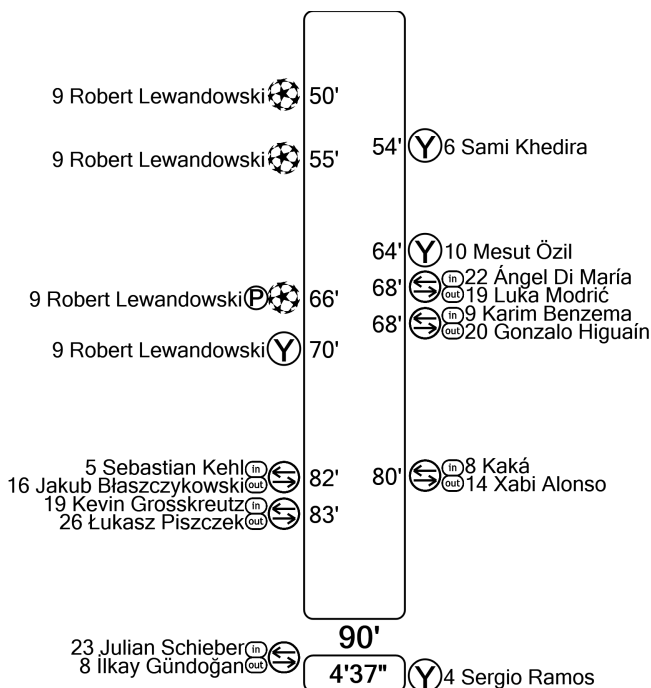 9 Robert Lewandowski 50'
54' Y 6 Sami Khedira
9 Robert Lewandowski 55'
64' Y 10 Mesut Özil
9 Robert Lewandowski P 66'
68' in 22 Ángel Di María
out 19 Luka Modrić
68' in 9 Karim Benzema
out 20 Gonzalo Higuaín
9 Robert Lewandowski Y 70'
80' in 8 Kaká
out 14 Xabi Alonso
5 Sebastian Kehl in 82'
16 Jakub Błaszczykowski out
19 Kevin Grosskreutz in 83'
26 Łukasz Piszczek out
90'
23 Julian Schieber in
8 İlkay Gündoğan out
4'37" Y 4 Sergio Ramos